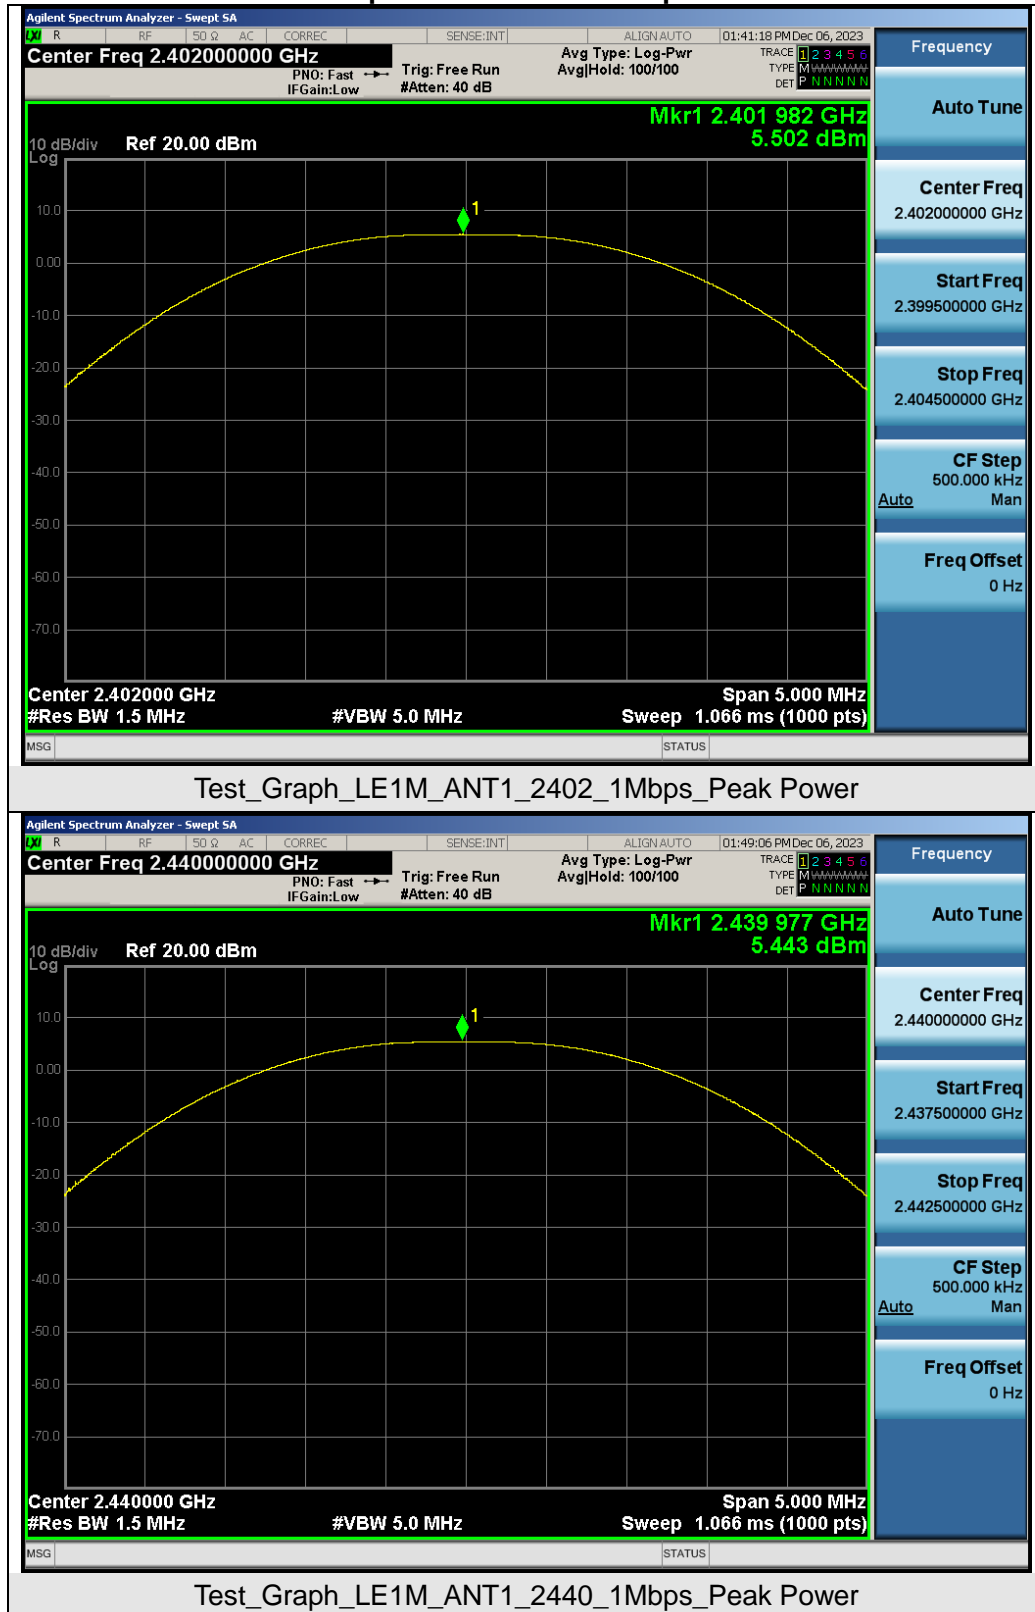 Agilent Spectrum Analyzer - Swept SA
LXI R RF 50 Ω AC CORREC SENSE:INT ALIGN AUTO 01:41:18 PM Dec 06, 2023
Center Freq 2.402000000 GHz
PNO: Fast
IFGain:Low
Trig: Free Run
#Atten: 40 dB
Avg Type: Log-Pwr
Avg|Hold: 100/100
TRACE 1 2 3 4 5 6
TYPE M
DET P N N N N N
Frequency
Mkr1 2.401 982 GHz
5.502 dBm
10 dB/div Ref 20.00 dBm
Log
1
10.0
0.00
-10.0
-20.0
-30.0
-40.0
-50.0
-60.0
-70.0
Center 2.402000 GHz Span 5.000 MHz
#Res BW 1.5 MHz #VBW 5.0 MHz Sweep 1.066 ms (1000 pts)
MSG STATUS
Auto Tune
Center Freq
2.402000000 GHz
Start Freq
2.399500000 GHz
Stop Freq
2.404500000 GHz
CF Step
500.000 kHz
Auto Man
Freq Offset
0 Hz
Test_Graph_LE1M_ANT1_2402_1Mbps_Peak Power
Agilent Spectrum Analyzer - Swept SA
LXI R RF 50 Ω AC CORREC SENSE:INT ALIGN AUTO 01:49:06 PM Dec 06, 2023
Center Freq 2.440000000 GHz
PNO: Fast
IFGain:Low
Trig: Free Run
#Atten: 40 dB
Avg Type: Log-Pwr
Avg|Hold: 100/100
TRACE 1 2 3 4 5 6
TYPE M
DET P N N N N N
Frequency
Mkr1 2.439 977 GHz
5.443 dBm
10 dB/div Ref 20.00 dBm
Log
1
10.0
0.00
-10.0
-20.0
-30.0
-40.0
-50.0
-60.0
-70.0
Center 2.440000 GHz Span 5.000 MHz
#Res BW 1.5 MHz #VBW 5.0 MHz Sweep 1.066 ms (1000 pts)
MSG STATUS
Auto Tune
Center Freq
2.440000000 GHz
Start Freq
2.437500000 GHz
Stop Freq
2.442500000 GHz
CF Step
500.000 kHz
Auto Man
Freq Offset
0 Hz
Test_Graph_LE1M_ANT1_2440_1Mbps_Peak Power